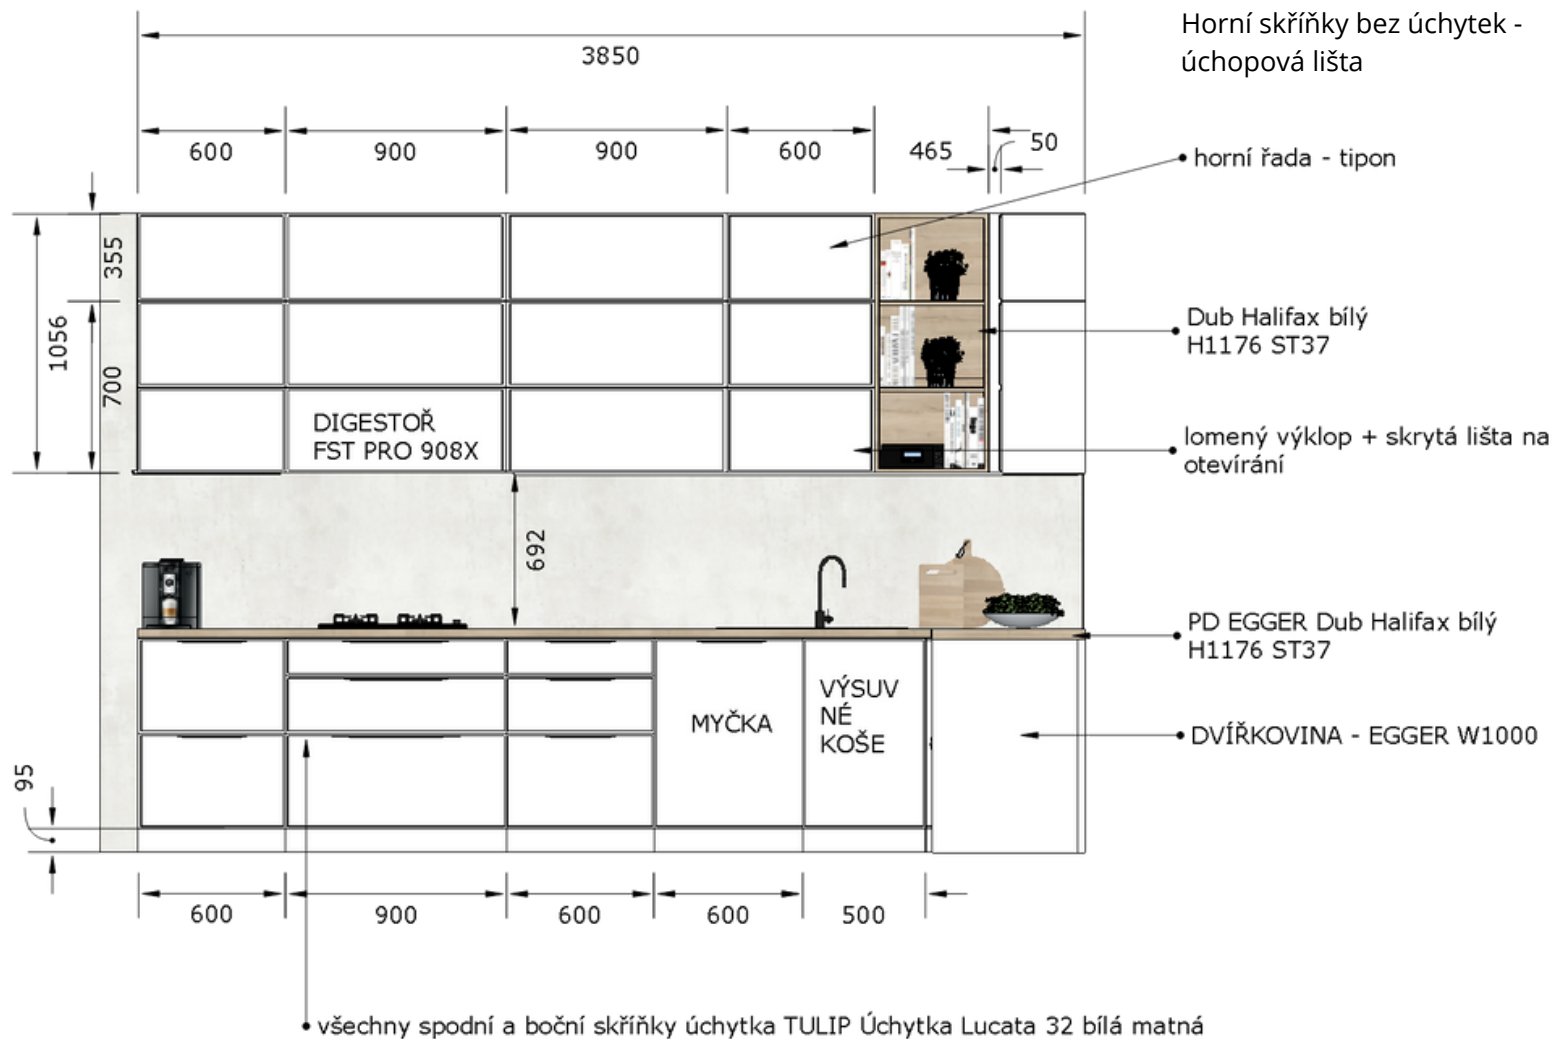 Horní skříňky bez úchytek -
úchopová lišta
3850
600
900
900
600
465
50
horní řada - tipon
355
1056
700
Dub Halifax bílý
H1176 ST37
DIGESTOŘ
FST PRO 908X
lomený výklop + skrytá lišta na
otevírání
692
PD EGGER Dub Halifax bílý
H1176 ST37
MYČKA
VÝSUV
NÉ
KOŠE
DVÍŘKOVINA - EGGER W1000
95
600
900
600
600
500
všechny spodní a boční skříňky úchytka TULIP Úchytka Lucata 32 bílá matná